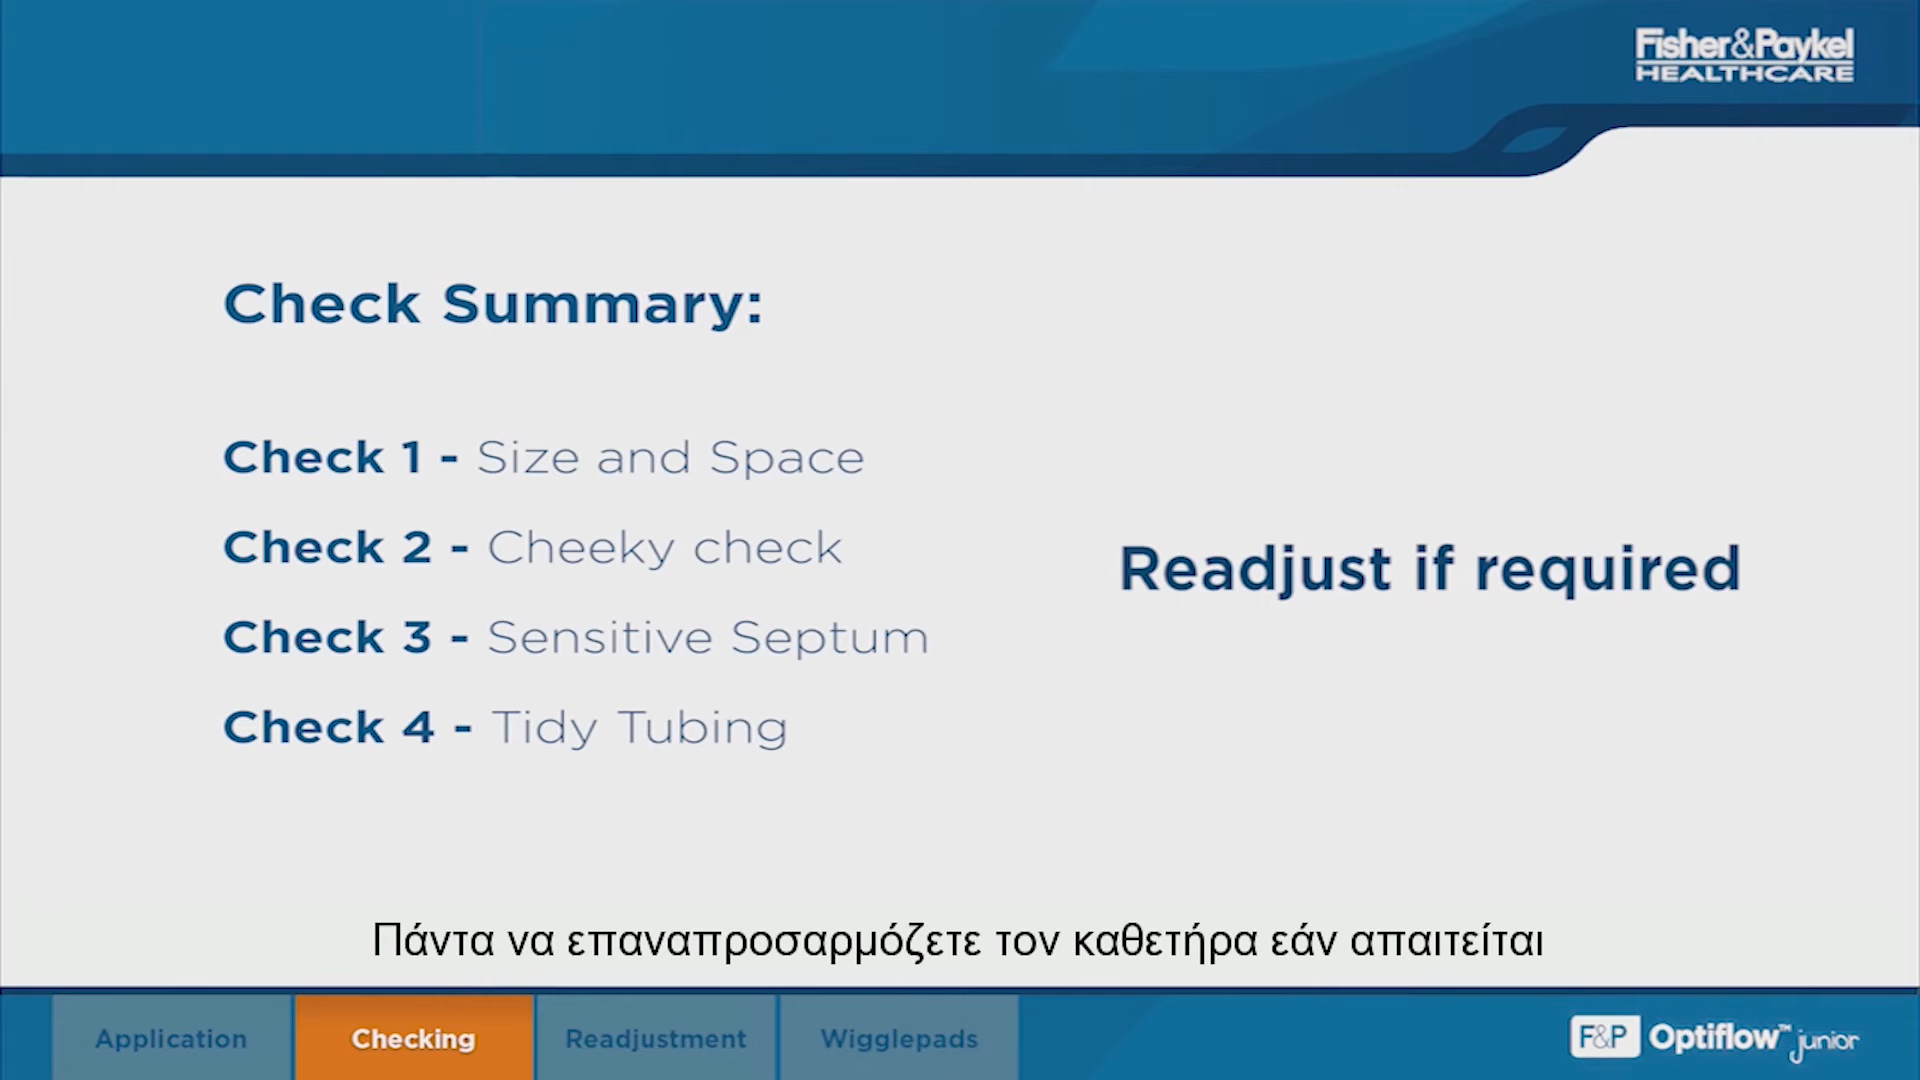 Fisher&Paykel
HEALTHCARE
Check Summary:
Check 1 - Size and Space
Check 2 - Cheeky check
Check 3 - Sensitive Septum
Check 4 - Tidy Tubing
Readjust if required
Πάντα να επαναπροσαρμόζετε τον καθετήρα εάν απαιτείται
Application
Checking
Readjustment
Wigglepads
F&P Optiflow™ junior